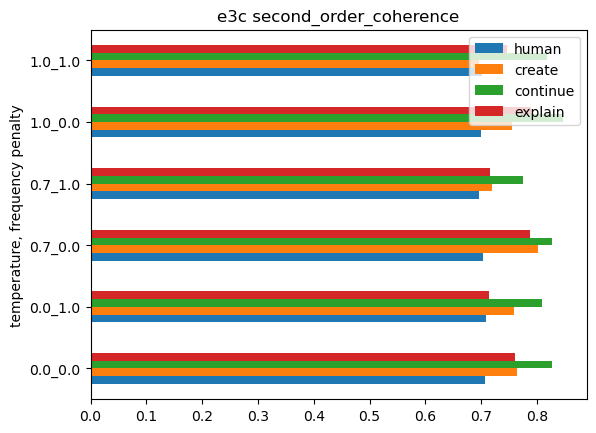 e3c second_order_coherence
human
create
continue
explain
temperature, frequency penalty
1.0_1.0
1.0_0.0
0.7_1.0
0.7_0.0
0.0_1.0
0.0_0.0
0.0 0.1 0.2 0.3 0.4 0.5 0.6 0.7 0.8